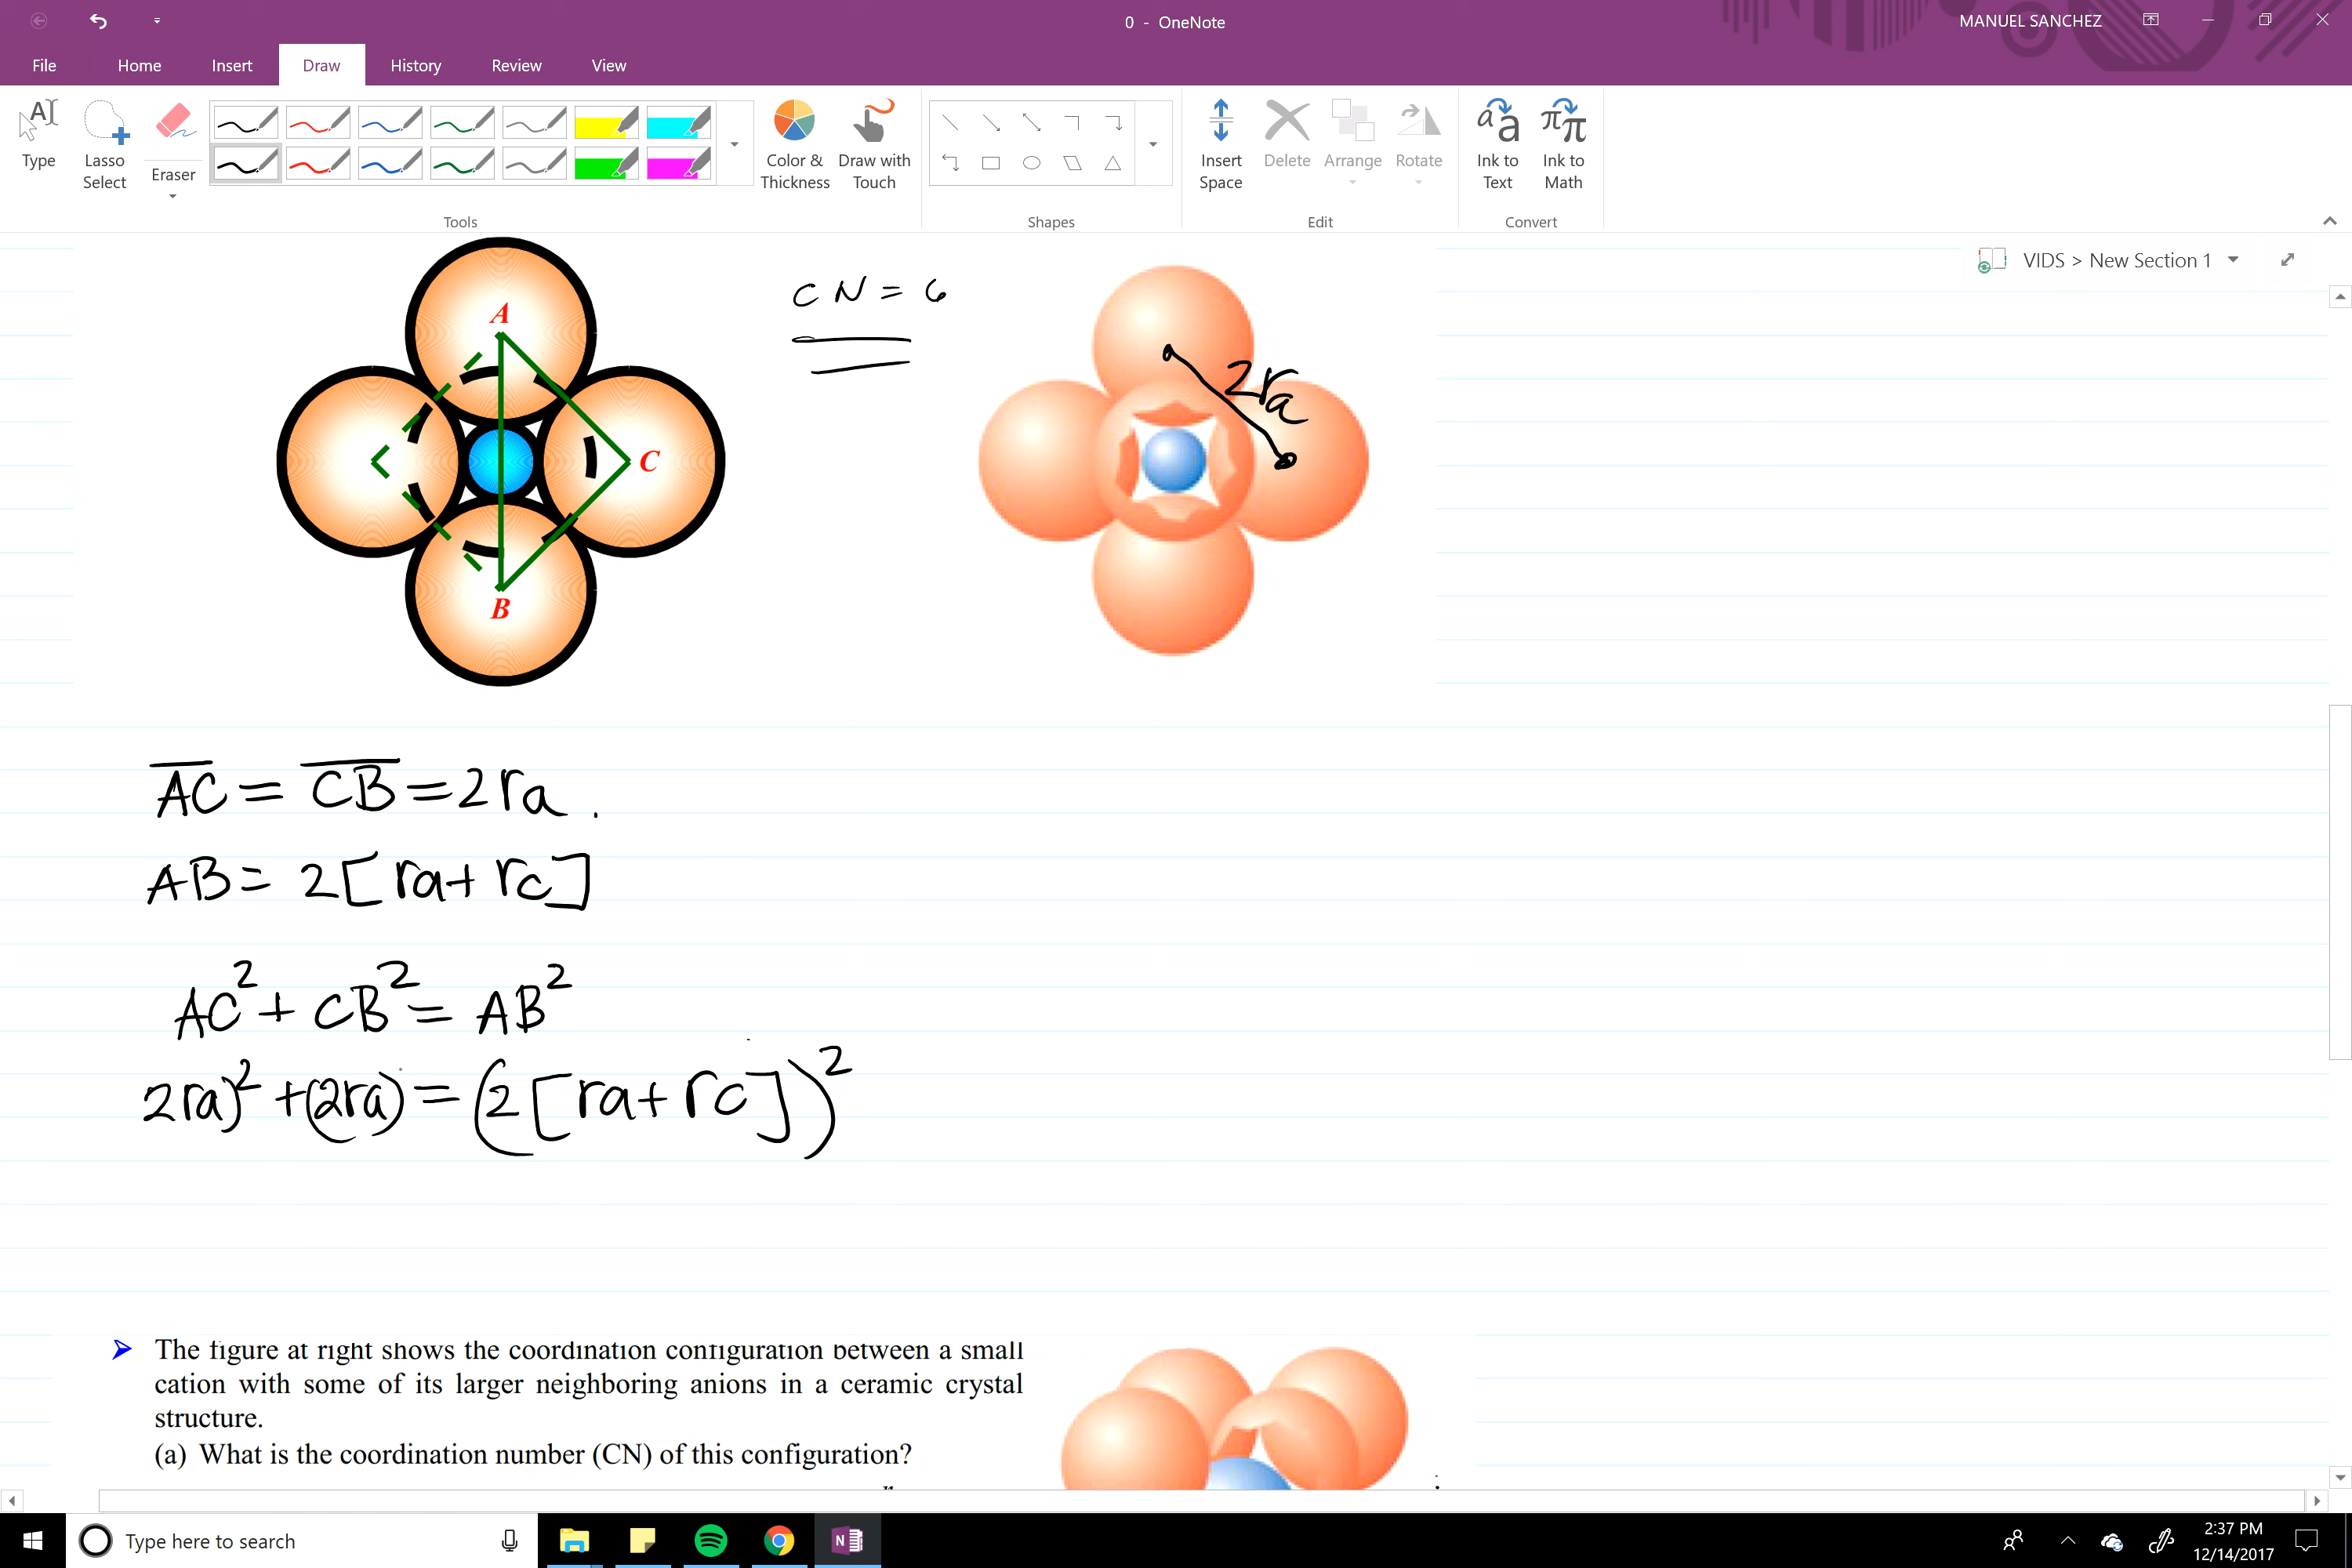 0 - OneNote
MANUEL SANCHEZ
File Home Insert Draw History Review View
Type
Lasso Select
Eraser
Color & Thickness
Draw with Touch
Insert Space
Delete
Arrange
Rotate
Ink to Text
Ink to Math
Tools
Shapes
Edit
Convert
VIDS > New Section 1
A
C
B
CN = 6
2ra
AC = CB = 2ra .
AB = 2[ra + rc]
AC² + CB² = AB²
2ra)² + (2ra) = (2[ra + rc])²
The figure at right shows the coordination configuration between a small
cation with some of its larger neighboring anions in a ceramic crystal
structure.
(a) What is the coordination number (CN) of this configuration?
Type here to search
N
2:37 PM
12/14/2017